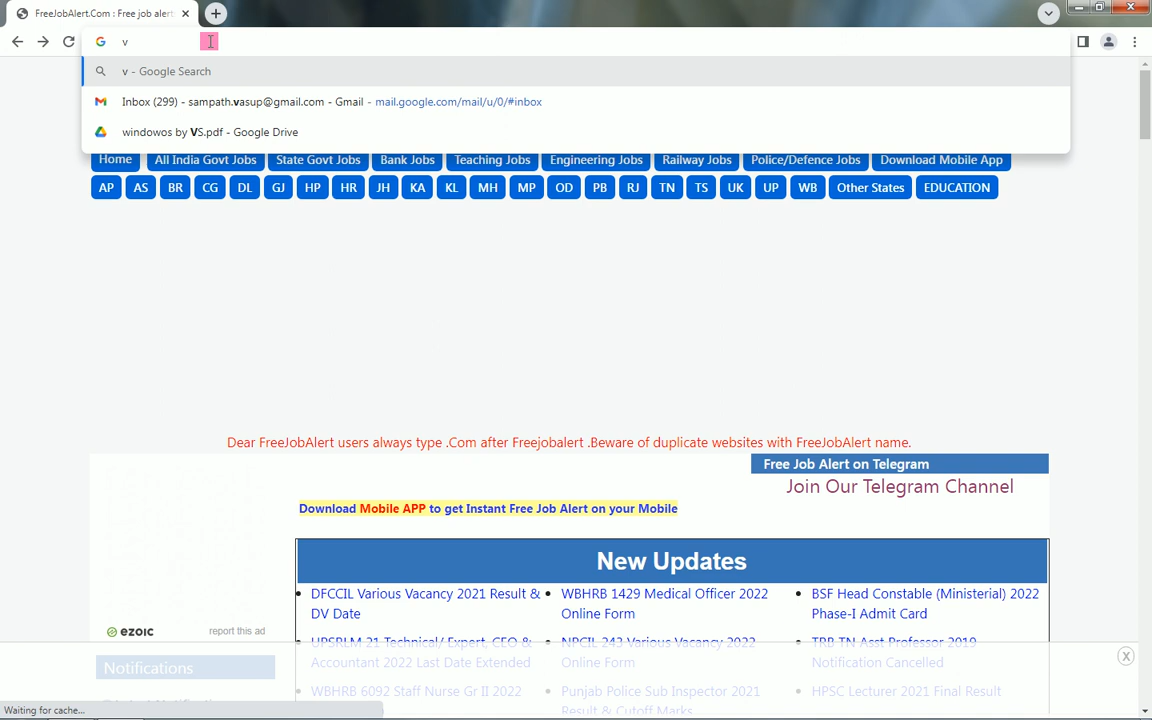 FreeJobAlert.Com : Free job alert
v
v - Google Search
Inbox (299) - sampath.vasup@gmail.com - Gmail - mail.google.com/mail/u/0/#inbox
windowos by VS.pdf - Google Drive
Home All India Govt Jobs State Govt Jobs Bank Jobs Teaching Jobs Engineering Jobs Railway Jobs Police/Defence Jobs Download Mobile App
AP AS BR CG DL GJ HP HR JH KA KL MH MP OD PB RJ TN TS UK UP WB Other States EDUCATION
Dear FreeJobAlert users always type .Com after Freejobalert .Beware of duplicate websites with FreeJobAlert name.
Free Job Alert on Telegram
Join Our Telegram Channel
Download Mobile APP to get Instant Free Job Alert on your Mobile
New Updates
DFCCIL Various Vacancy 2021 Result &
DV Date
WBHRB 1429 Medical Officer 2022
Online Form
BSF Head Constable (Ministerial) 2022
Phase-I Admit Card
UPSRLM 21 Technical/ Expert, CEO &
Accountant 2022 Last Date Extended
NPCIL 243 Various Vacancy 2022
Online Form
TRB TN Asst Professor 2019
Notification Cancelled
WBHRB 6092 Staff Nurse Gr II 2022
Punjab Police Sub Inspector 2021
Result & Cutoff Marks
HPSC Lecturer 2021 Final Result
ezoic
report this ad
Notifications
Waiting for cache...